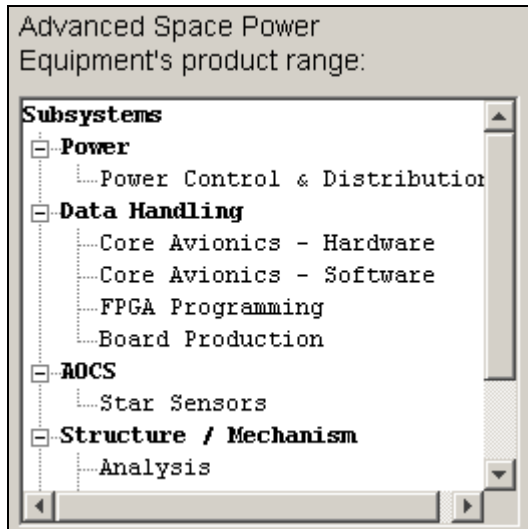 Advanced Space Power
Equipment's product range:
Subsystems
Power
Power Control & Distribution
Data Handling
Core Avionics - Hardware
Core Avionics - Software
FPGA Programming
Board Production
AOCS
Star Sensors
Structure / Mechanism
Analysis